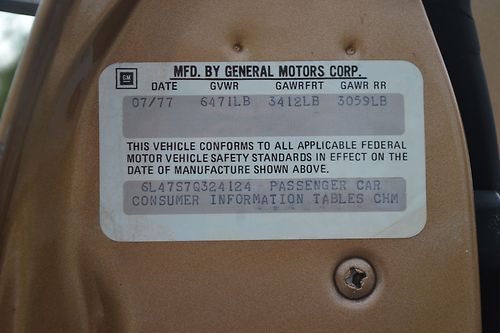 GM
MFD. BY GENERAL MOTORS CORP.
DATE GVWR GAWRFRT GAWR RR
07/77 6471LB 3412LB 3059LB
THIS VEHICLE CONFORMS TO ALL APPLICABLE FEDERAL
MOTOR VEHICLE SAFETY STANDARDS IN EFFECT ON THE
DATE OF MANUFACTURE SHOWN ABOVE.
6L47S7Q324124 - PASSENGER CAR
CONSUMER INFORMATION TABLES CHM